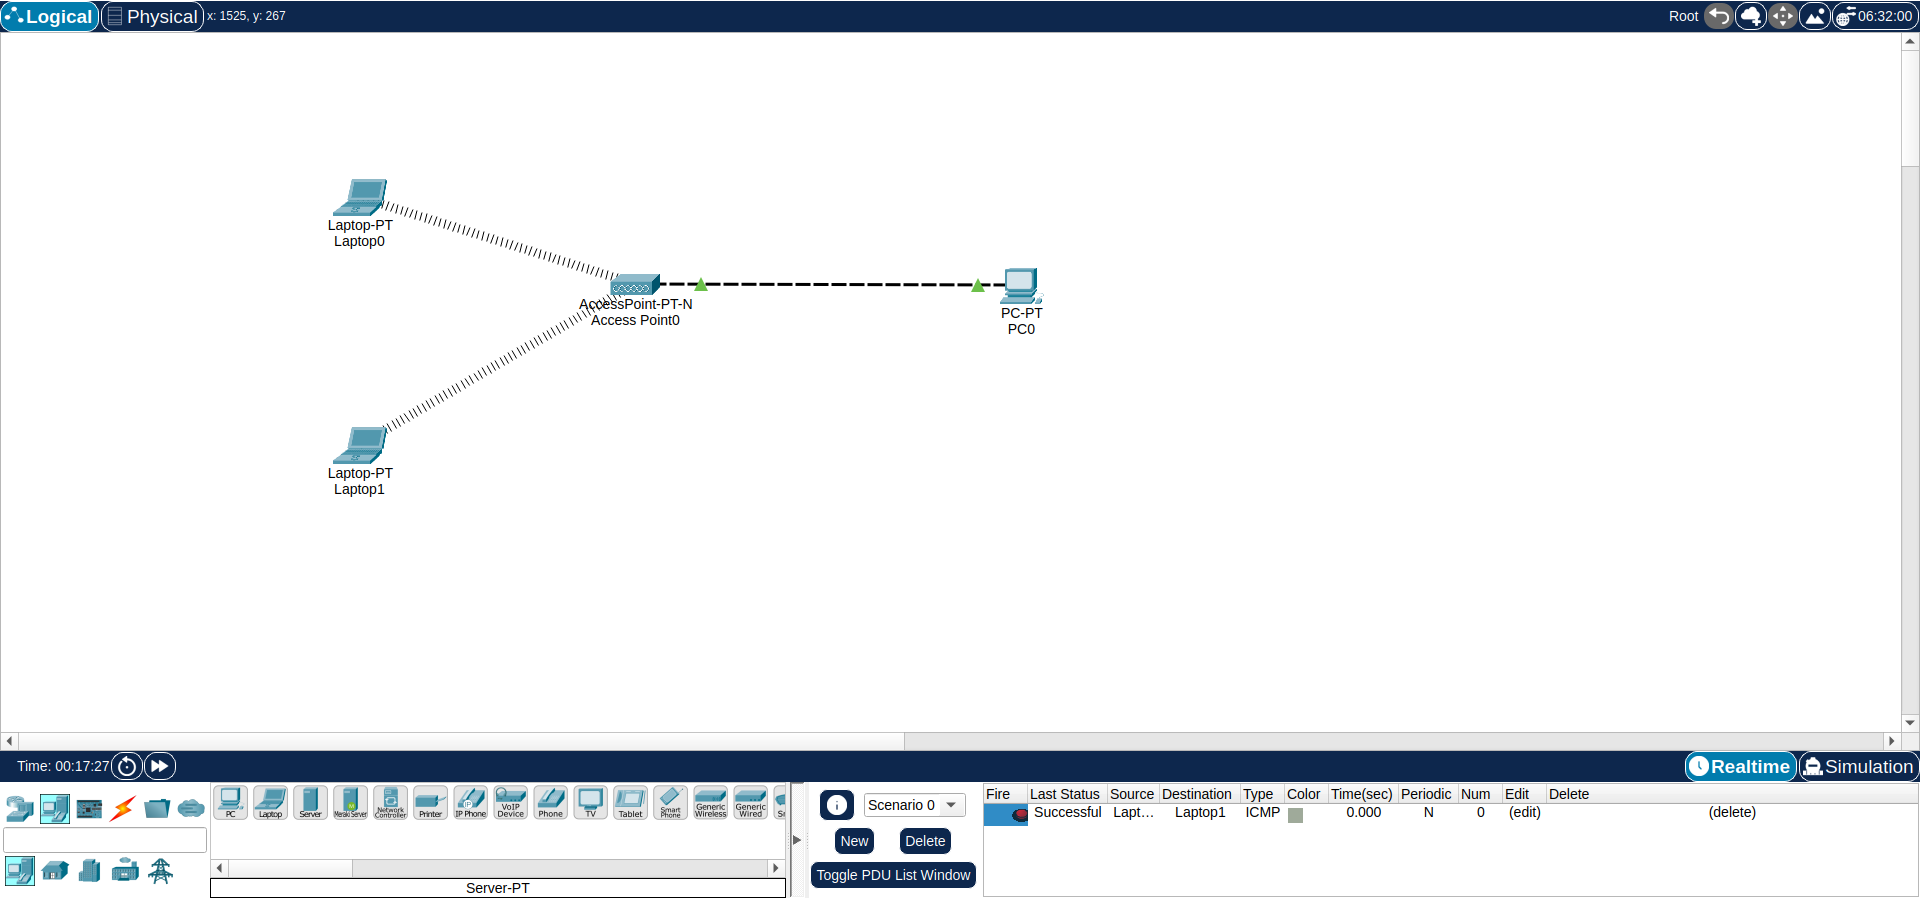 Logical Physical x: 1525, y: 267 Root 06:32:00
Laptop-PT
Laptop0
AccessPoint-PT-N
Access Point0
PC-PT
PC0
Laptop-PT
Laptop1
Time: 00:17:27 Realtime Simulation
PC Laptop Server Meraki Server Network Controller Printer IP Phone VoIP Device Phone TV Tablet Smart Phone Generic Wireless Generic Wired
Server-PT
Scenario 0
New Delete
Toggle PDU List Window
Fire Last Status Source Destination Type Color Time(sec) Periodic Num Edit Delete
Successful Lapt... Laptop1 ICMP 0.000 N 0 (edit) (delete)